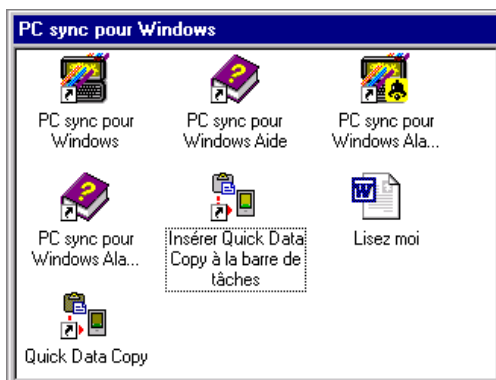 PC sync pour Windows
PC sync pour
Windows
PC sync pour
Windows Aide
PC sync pour
Windows Ala...
PC sync pour
Windows Ala...
Insérer Quick Data
Copy à la barre de
tâches
Lisez moi
Quick Data Copy